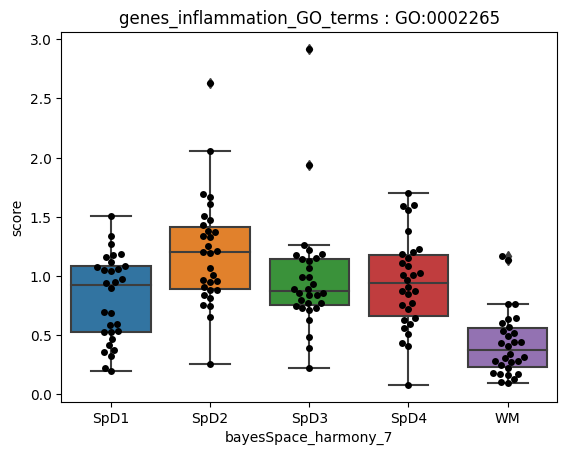 genes_inflammation_GO_terms : GO:0002265
3.0
2.5
2.0
1.5
1.0
0.5
0.0
score
SpD1 SpD2 SpD3 SpD4 WM
bayesSpace_harmony_7